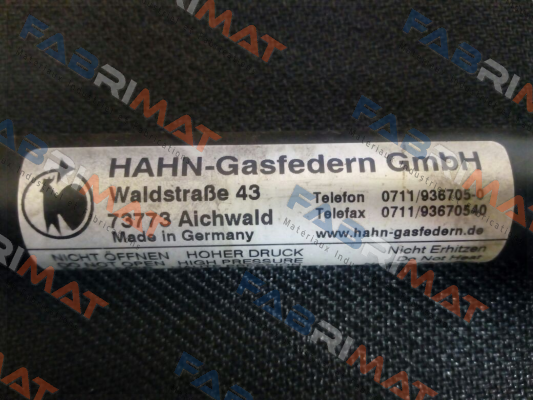 HAHN-Gasfedern GmbH
Waldstraße 43 Telefon 0711/936705-0
73773 Aichwald Telefax 0711/93670540
Made in Germany www.hahn-gasfedern.de
NICHT ÖFFNEN HOHER DRUCK Nicht Erhitzen
DO NOT OPEN HIGH PRESSURE Do Not Heat
FABRIMAT
FABRIMAT
FABRIMAT
FABRIMAT